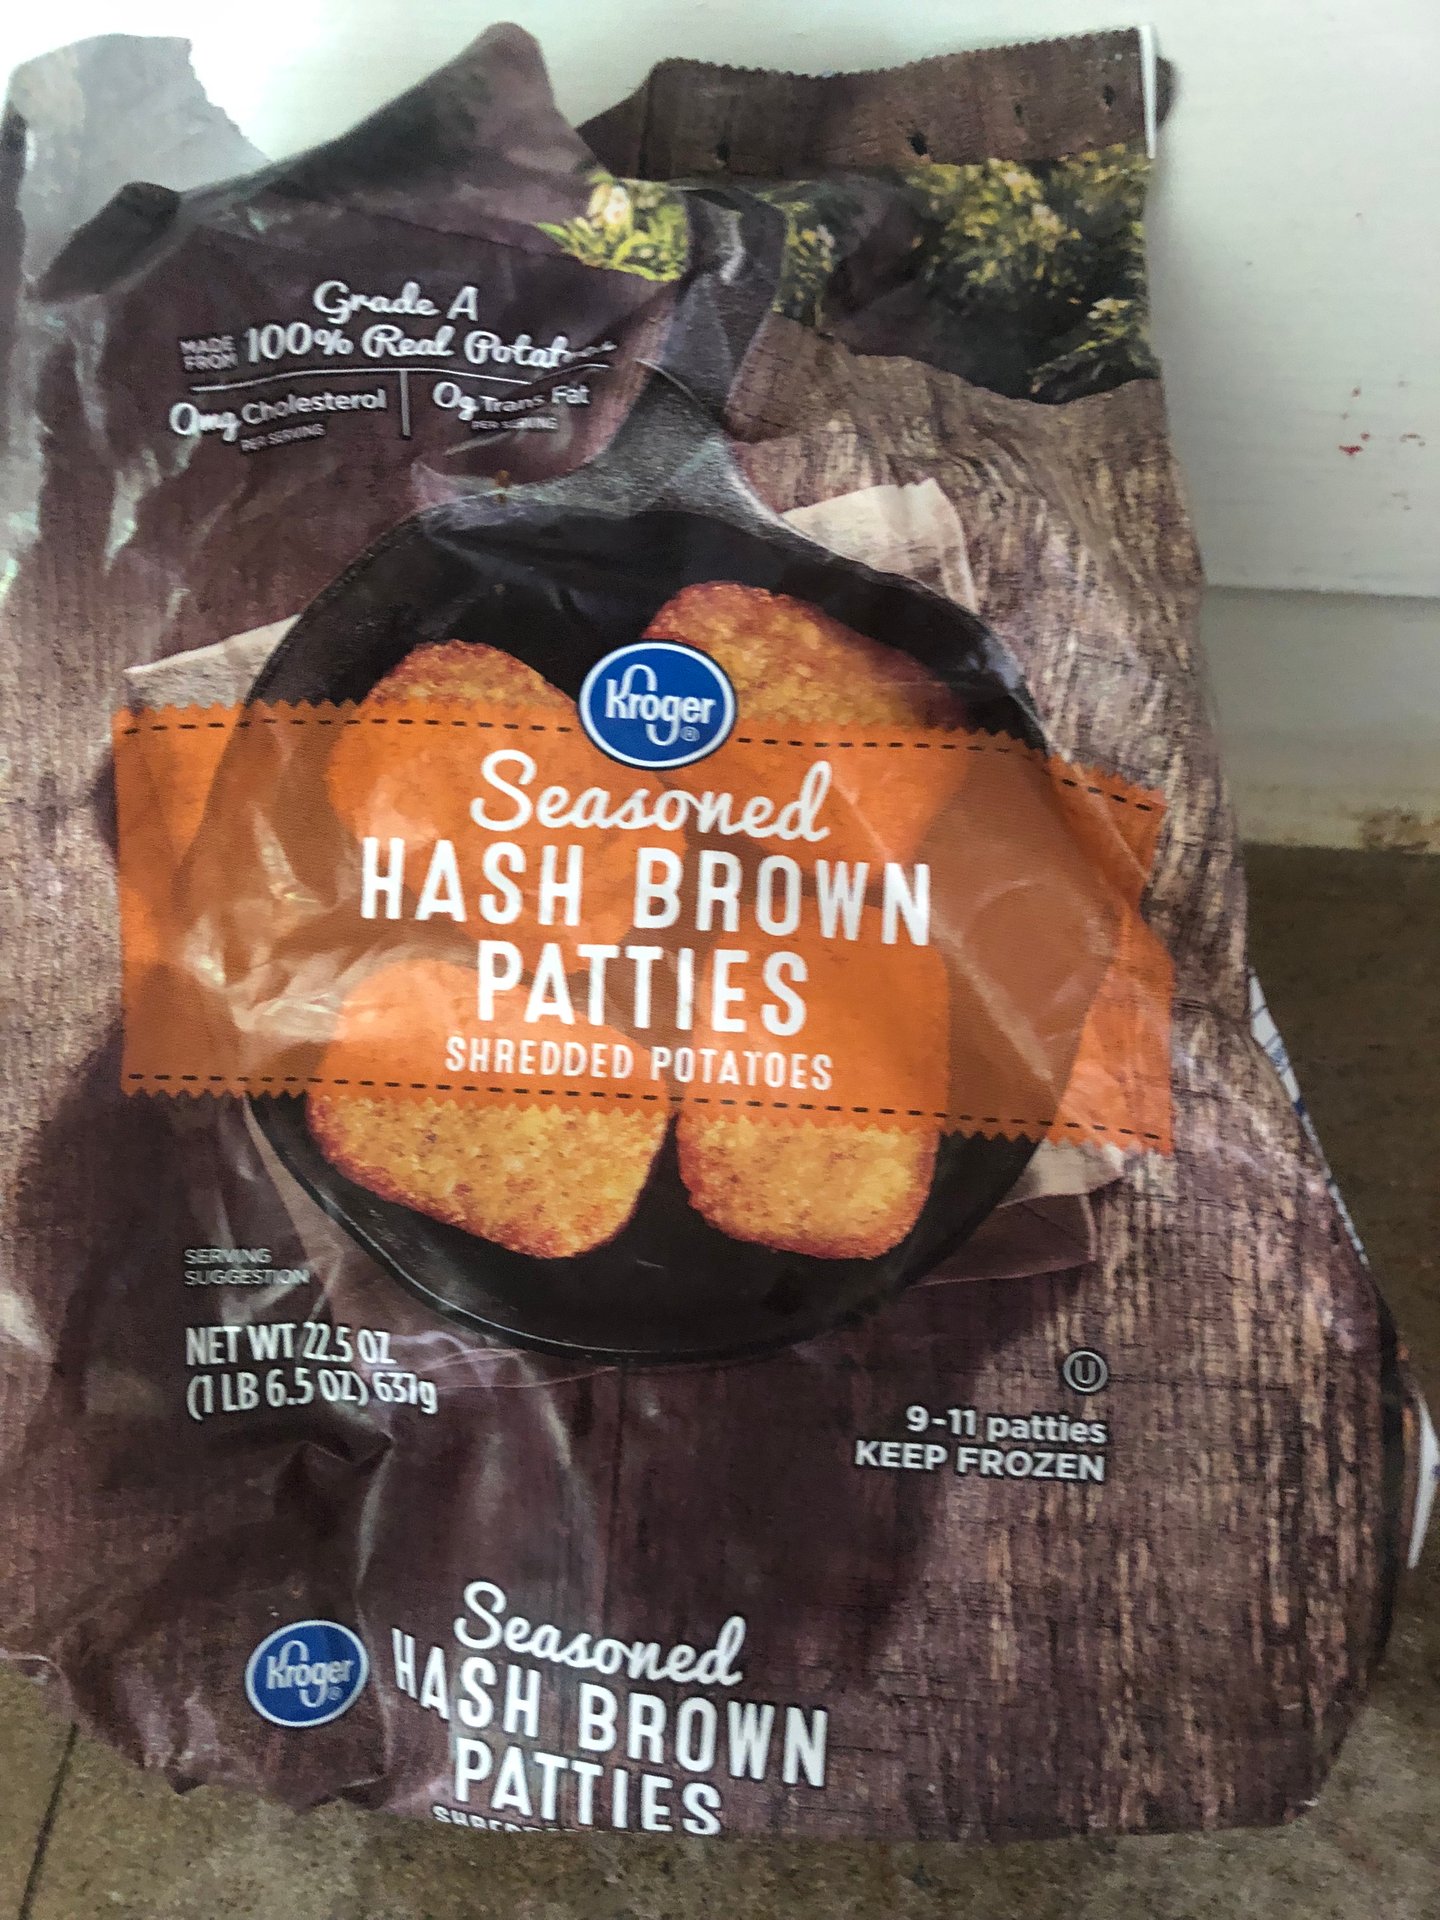 Grade A
MADE FROM 100% Real
0mg Cholesterol
PER SERVING
0g Trans Fat
PER SERVING
Kroger®
Seasoned
HASH BROWN
PATTIES
SHREDDED POTATOES
SERVING
SUGGESTION
NET WT 22.5 OZ
(1 LB 6.5 OZ) 637g
U
9-11 patties
KEEP FROZEN
Kroger®
Seasoned
HASH BROWN
PATTIES